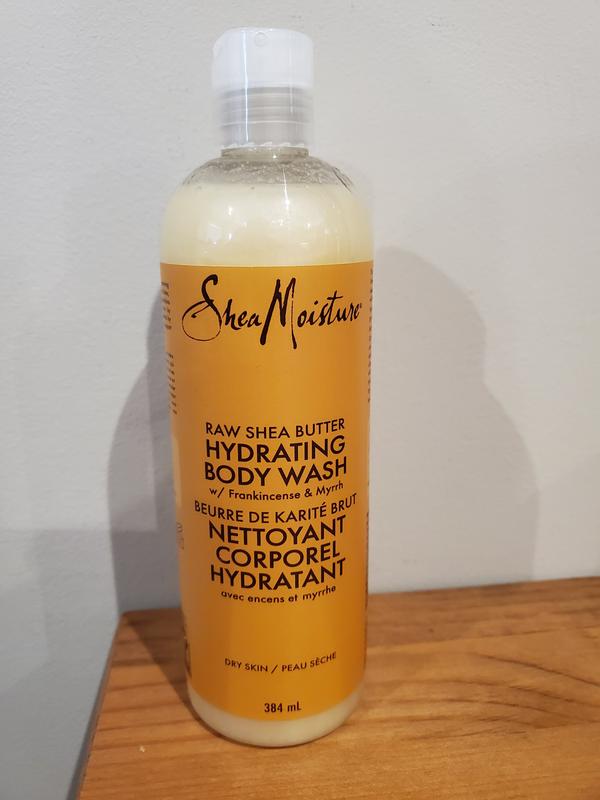 SheaMoisture
RAW SHEA BUTTER
HYDRATING
BODY WASH
w/ Frankincense & Myrrh
BEURRE DE KARITÉ BRUT
NETTOYANT
CORPOREL
HYDRATANT
avec encens et myrrhe
DRY SKIN / PEAU SÈCHE
384 mL